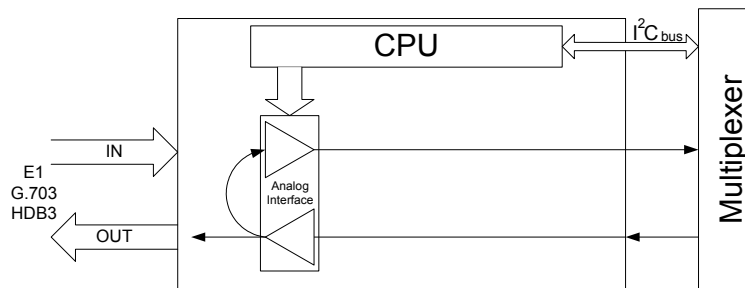 CPU
I²C bus
Multiplexer
IN
E1
G.703
HDB3
Analog
Interface
OUT